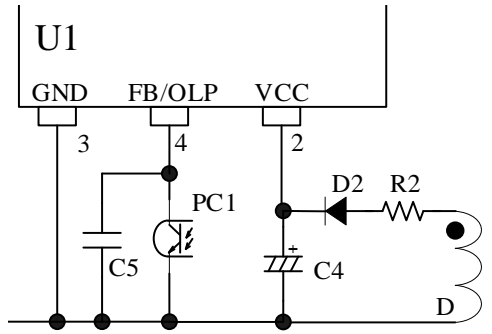 U1
GND FB/OLP VCC
3 4 2
D2 R2
PC1
+
C5 C4
D